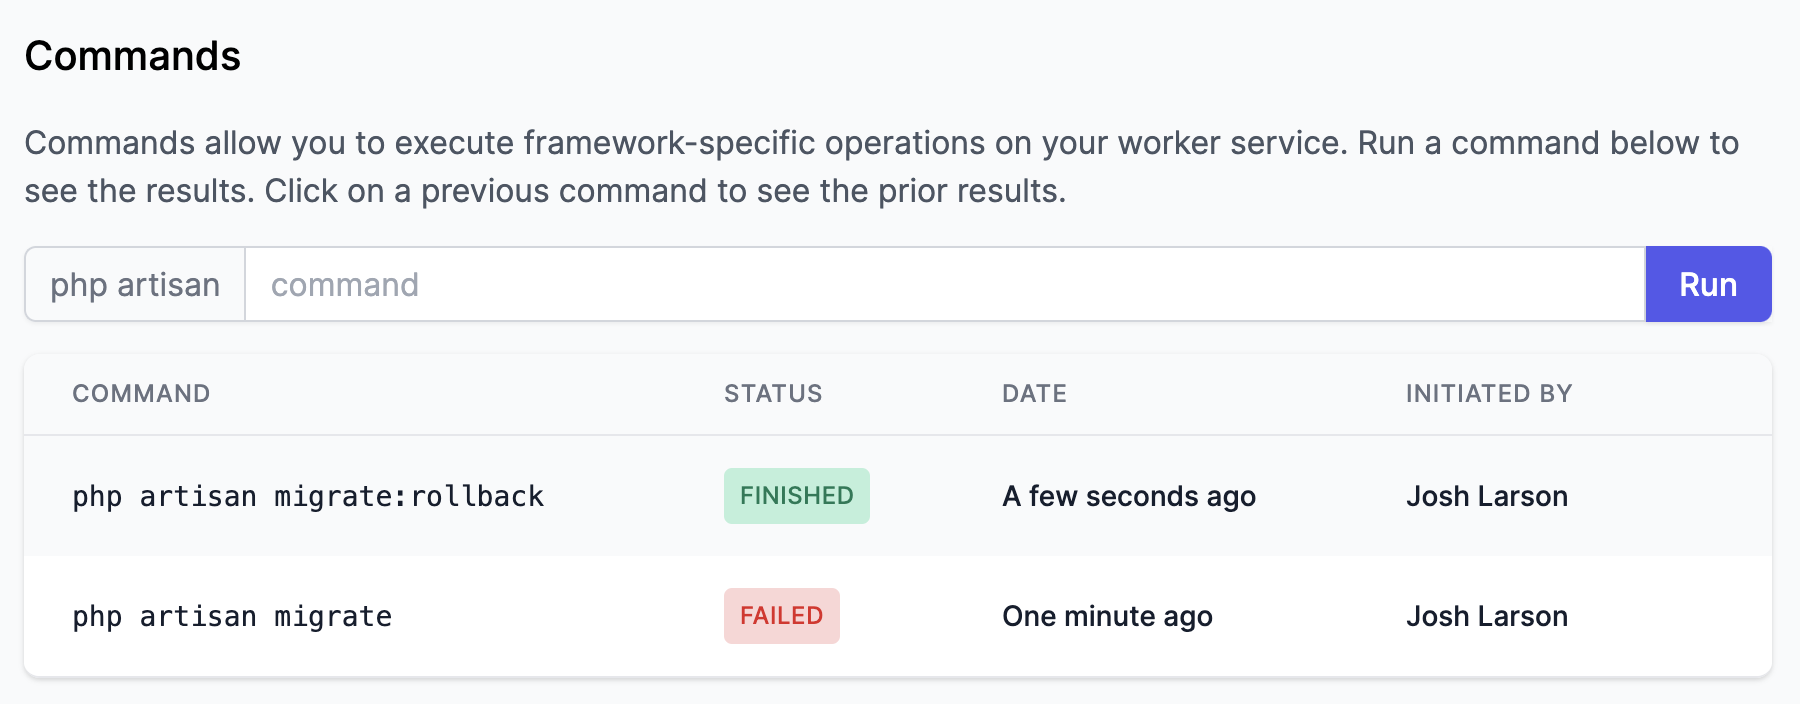 Commands
Commands allow you to execute framework-specific operations on your worker service. Run a command below to
see the results. Click on a previous command to see the prior results.
php artisan command Run
COMMAND STATUS DATE INITIATED BY
php artisan migrate:rollback FINISHED A few seconds ago Josh Larson
php artisan migrate FAILED One minute ago Josh Larson